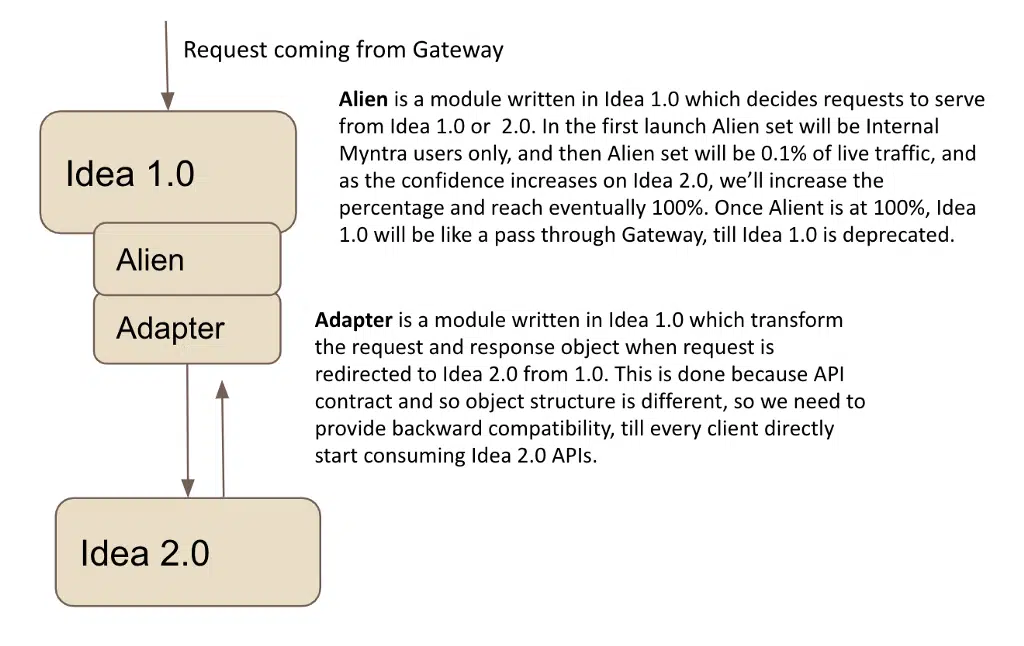 Request coming from Gateway
Alien is a module written in Idea 1.0 which decides requests to serve
from Idea 1.0 or  2.0. In the first launch Alien set will be Internal
Myntra users only, and then Alien set will be 0.1% of live traffic, and
as the confidence increases on Idea 2.0, we’ll increase the
percentage and reach eventually 100%. Once Alient is at 100%, Idea
1.0 will be like a pass through Gateway, till Idea 1.0 is deprecated.
Idea 1.0
Alien
Adapter
Adapter is a module written in Idea 1.0 which transform
the request and response object when request is
redirected to Idea 2.0 from 1.0. This is done because API
contract and so object structure is different, so we need to
provide backward compatibility, till every client directly
start consuming Idea 2.0 APIs.
Idea 2.0